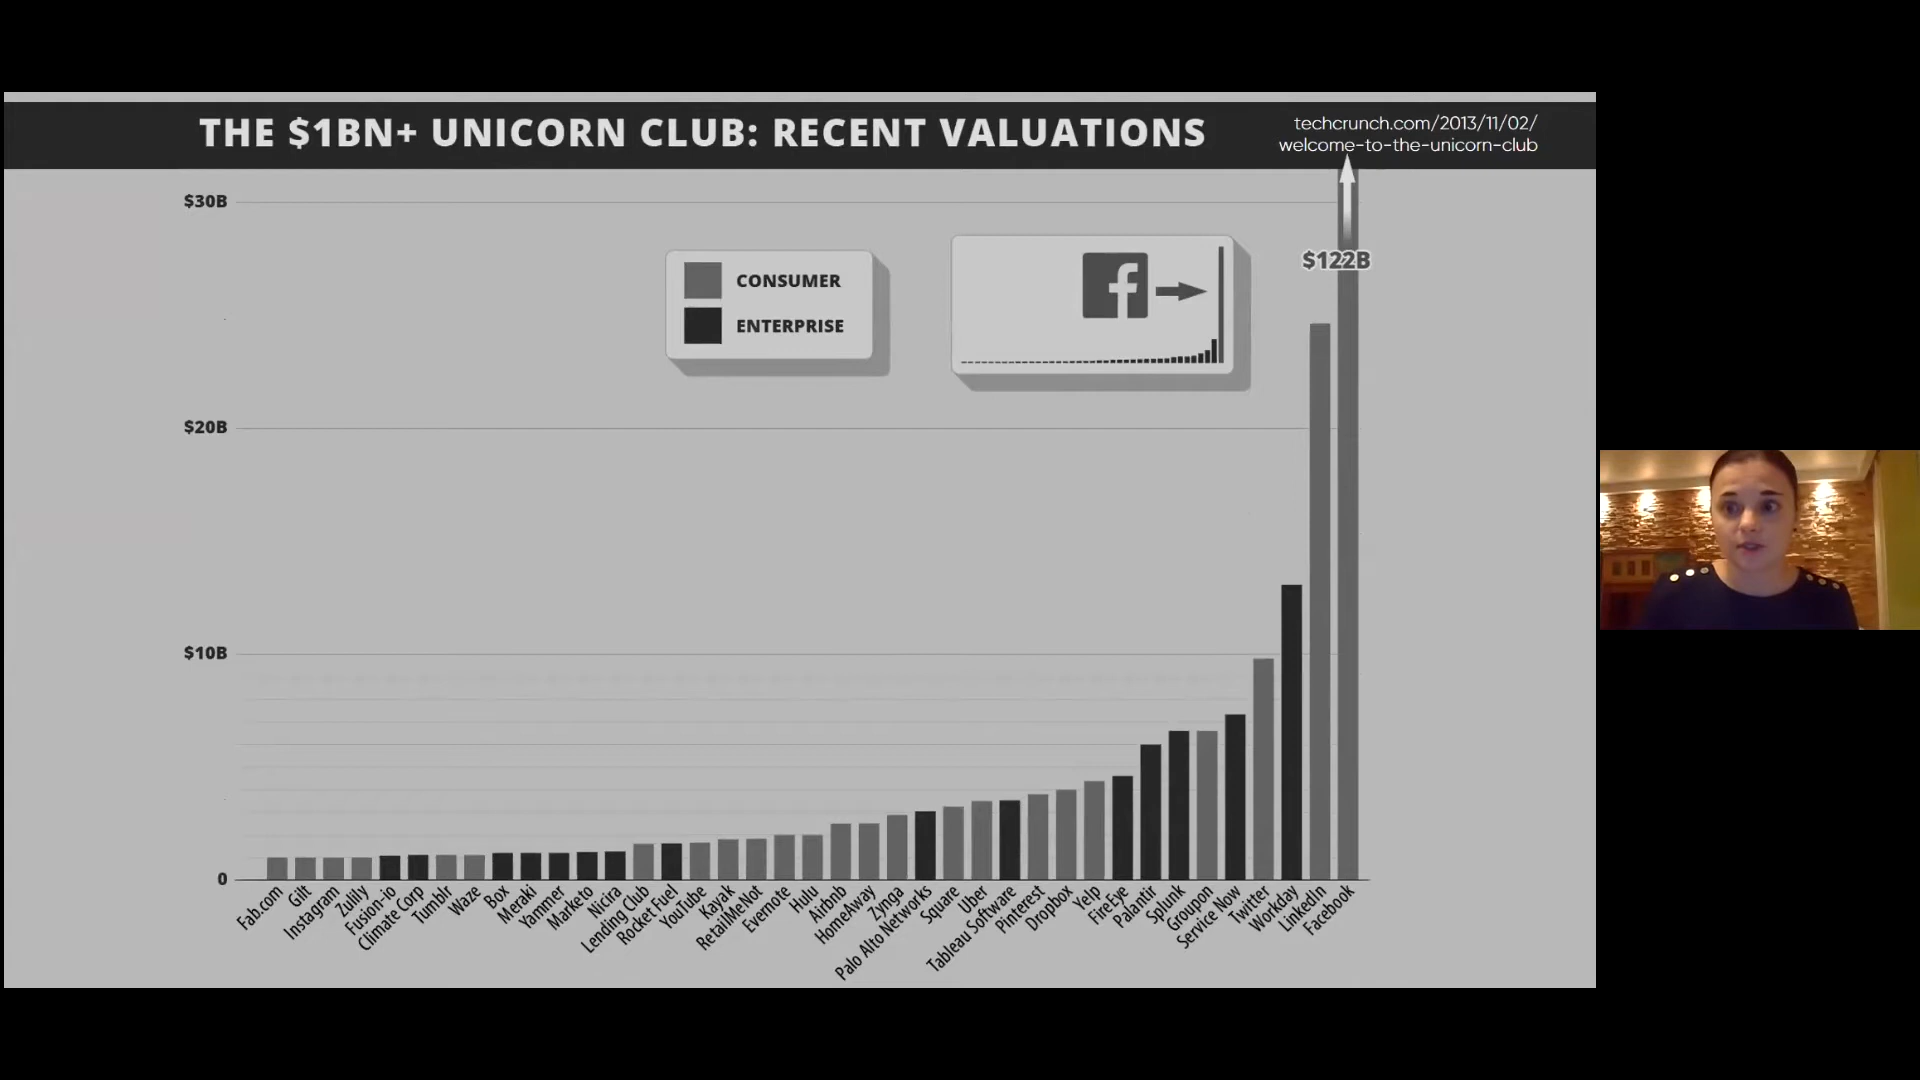 THE $1BN+ UNICORN CLUB: RECENT VALUATIONS
techcrunch.com/2013/11/02/
welcome-to-the-unicorn-club
$30B
$20B
$10B
0
CONSUMER
ENTERPRISE
f
$122B
Fab.com
Gilt
Instagram
Zulily
Fusion-io
Climate Corp
Tumblr
Waze
Box
Meraki
Yammer
Marketo
Nicira
Lending Club
Rocket Fuel
YouTube
Kayak
RetailMeNot
Evernote
Hulu
Airbnb
HomeAway
Zynga
Palo Alto Networks
Square
Uber
Tableau Software
Pinterest
Dropbox
Yelp
FireEye
Palantir
Splunk
Groupon
Service Now
Twitter
Workday
LinkedIn
Facebook